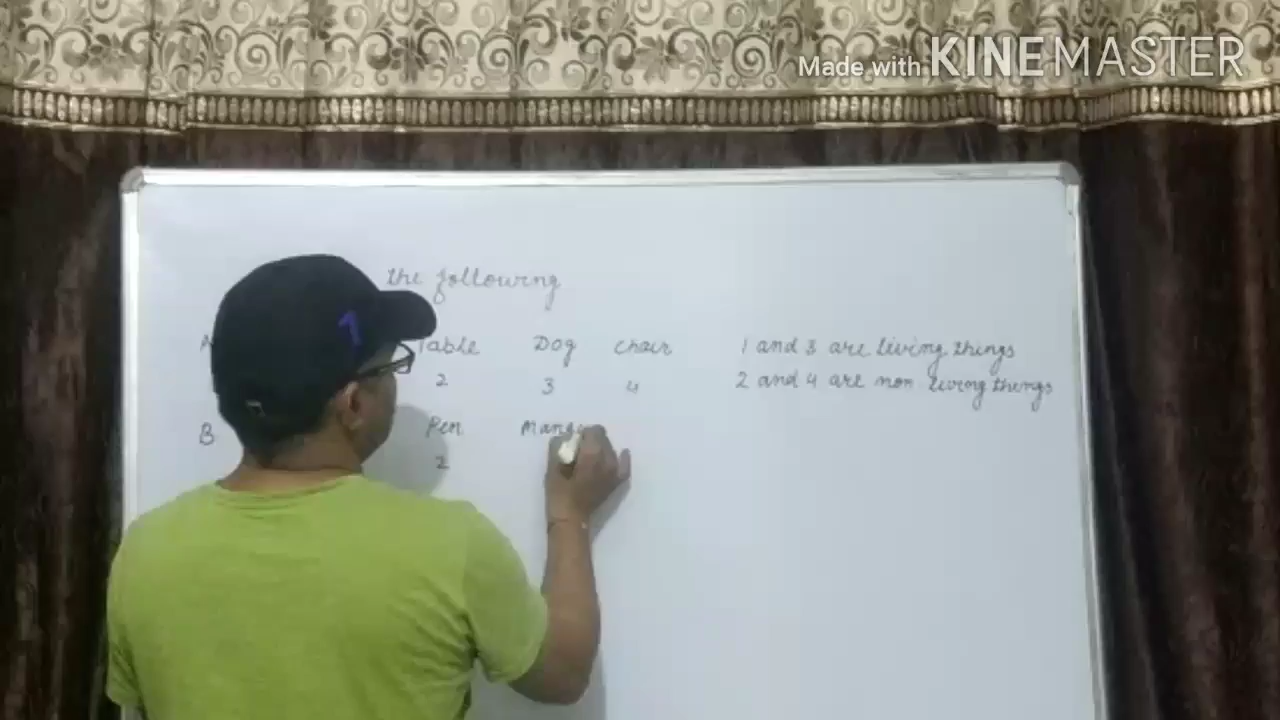 Made with KINEMASTER
the following
A Table Dog chair 1 and 3 are living things
2 3 4 2 and 4 are non living things
B Pen Mang
2